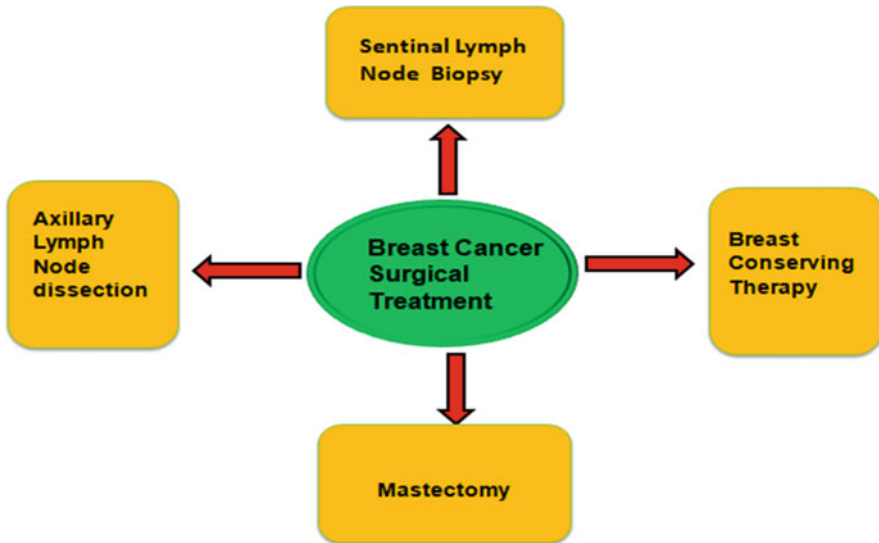 Sentinal Lymph
Node Biopsy
Axillary
Lymph
Node
dissection
Breast Cancer
Surgical
Treatment
Breast
Conserving
Therapy
Mastectomy